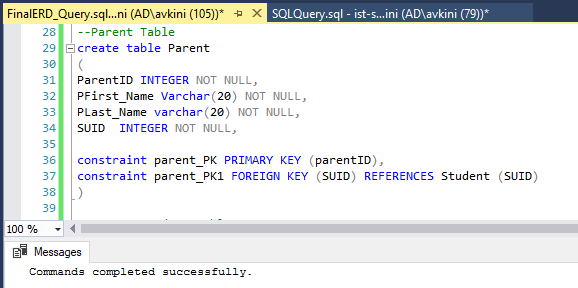 FinalERD_Query.sql...ni (AD\avkini (105))* SQLQuery.sql - ist-s...ini (AD\avkini (79))*
28 --Parent Table
29 create table Parent
30 (
31 ParentID INTEGER NOT NULL,
32 PFirst_Name Varchar(20) NOT NULL,
33 PLast_Name varchar(20) NOT NULL,
34 SUID  INTEGER NOT NULL,
35
36 constraint parent_PK PRIMARY KEY (parentID),
37 constraint parent_PK1 FOREIGN KEY (SUID) REFERENCES Student (SUID)
38 )
39
100 %
Messages
Commands completed successfully.